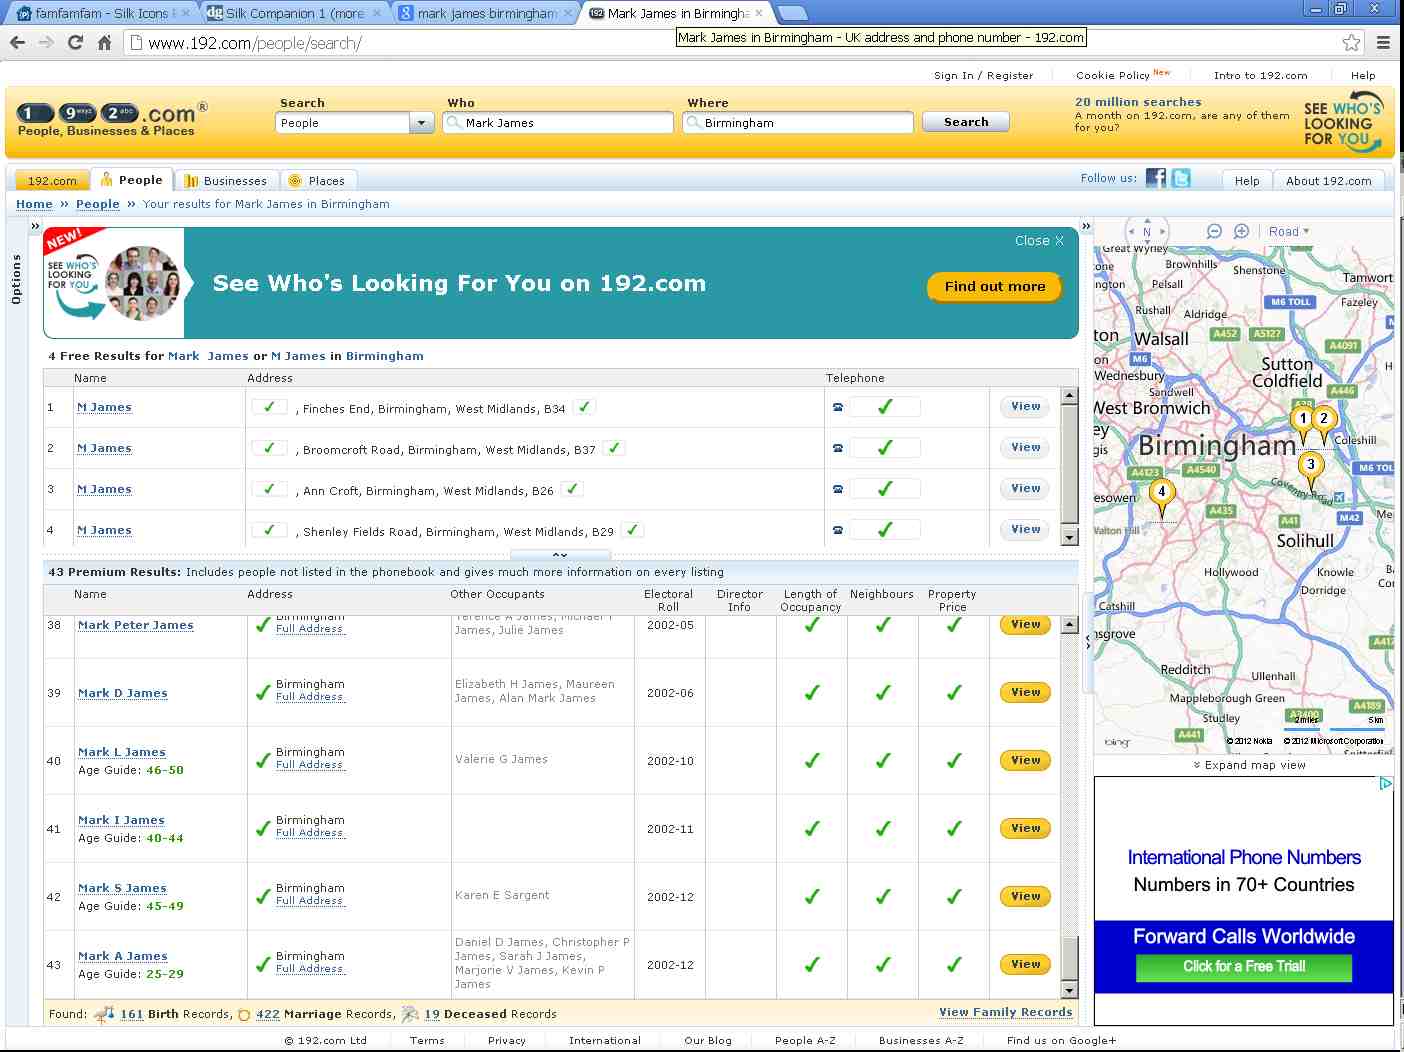 famfamfam - Silk Icons
Silk Companion 1 (more
mark james birmingham
Mark James in Birmingha
www.192.com/people/search/
Mark James in Birmingham - UK address and phone number - 192.com
Sign In / Register
Cookie Policy New
Intro to 192.com
Help
1 9 2 .com®
People, Businesses & Places
Search
People
Who
Mark James
Where
Birmingham
Search
20 million searches
A month on 192.com, are any of them
for you?
SEE WHO'S
LOOKING
FOR YOU
192.com
People
Businesses
Places
Follow us:
Help
About 192.com
Home » People » Your results for Mark James in Birmingham
Options
NEW!
SEE WHO'S
LOOKING
FOR YOU
See Who's Looking For You on 192.com
Close X
Find out more
4 Free Results for Mark James or M James in Birmingham
Name Address Telephone
1 M James , Finches End, Birmingham, West Midlands, B34 View
2 M James , Broomcroft Road, Birmingham, West Midlands, B37 View
3 M James , Ann Croft, Birmingham, West Midlands, B26 View
4 M James , Shenley Fields Road, Birmingham, West Midlands, B29 View
43 Premium Results: Includes people not listed in the phonebook and gives much more information on every listing
Name Address Other Occupants Electoral Roll Director Info Length of Occupancy Neighbours Property Price
38 Mark Peter James Birmingham Full Address Terence A James, Michael T James, Julie James 2002-05 View
39 Mark D James Birmingham Full Address Elizabeth H James, Maureen James, Alan Mark James 2002-06 View
40 Mark L James Age Guide: 46-50 Birmingham Full Address Valerie G James 2002-10 View
41 Mark I James Age Guide: 40-44 Birmingham Full Address 2002-11 View
42 Mark S James Age Guide: 45-49 Birmingham Full Address Karen E Sargent 2002-12 View
43 Mark A James Age Guide: 25-29 Birmingham Full Address Daniel D James, Christopher P James, Sarah J James, Marjorie V James, Kevin P James 2002-12 View
Found: 161 Birth Records, 422 Marriage Records, 19 Deceased Records
View Family Records
N
Road
Great Wyrley
Brownhills
Shenstone
Tamwort
Pelsall
M6 TOLL
Fazeley
Rushall
Aldridge
Walsall
A452
A5127
A4091
M6
Wednesbury
Sutton
Coldfield
A446
Sandwell
West Bromwich
1 2
Birmingham
Coleshill
3
A4123
A4540
M6 TOL
Coventry Road
4
A435
A41
M42
Walton Hill
Solihull
Hollywood
Knowle
Dorridge
Catshill
Redditch
Ullenhall
Mappleborough Green
Studley
A3400
A4189
A441
2 miles
5 km
bing
© 2012 Nokia © 2012 Microsoft Corporation
Expand map view
International Phone Numbers
Numbers in 70+ Countries
Forward Calls Worldwide
Click for a Free Trial!
© 192.com Ltd
Terms
Privacy
International
Our Blog
People A-Z
Businesses A-Z
Find us on Google+